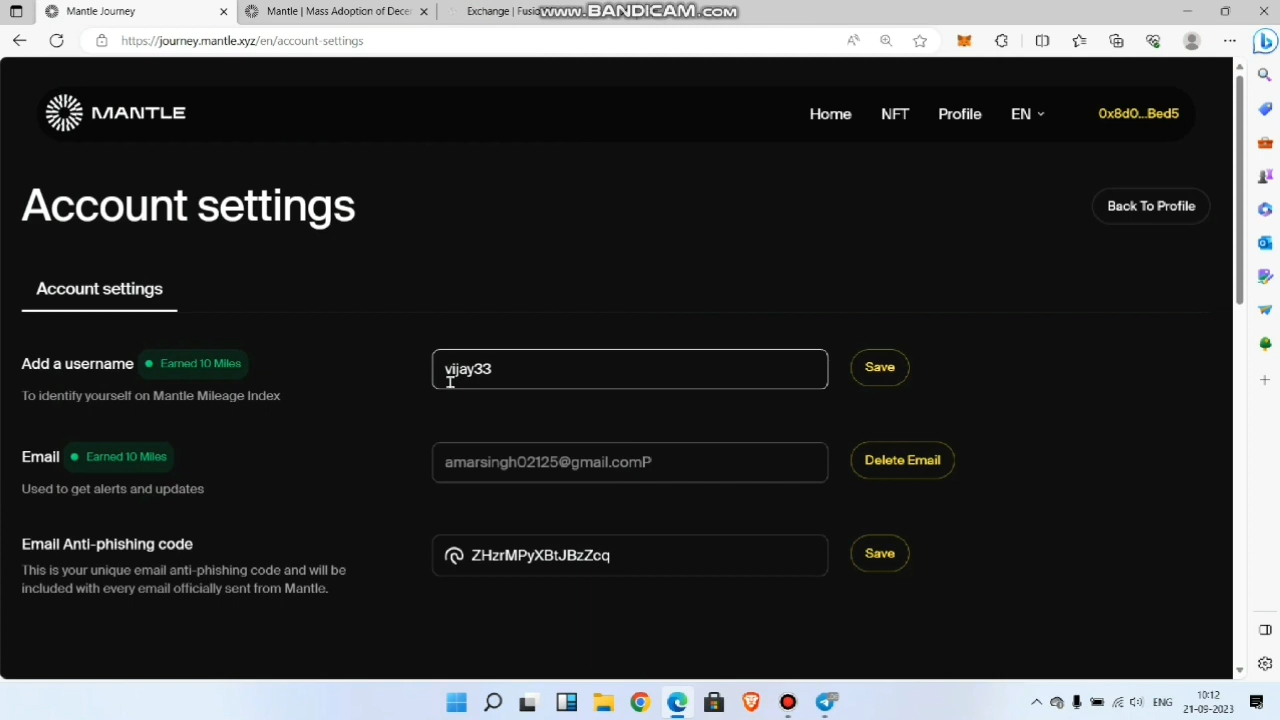 www.BANDICAM.com
Mantle Journey
Mantle | Mass Adoption of Dece
Exchange | Fusio
https://journey.mantle.xyz/en/account-settings
MANTLE
Home
NFT
Profile
EN
0x8d0...Bed5
Account settings
Back To Profile
Account settings
Add a username
Earned 10 Miles
vijay33
Save
To identify yourself on Mantle Mileage Index
Email
Earned 10 Miles
amarsingh02125@gmail.comP
Delete Email
Used to get alerts and updates
Email Anti-phishing code
ZHzrMPyXBtJBzZcq
Save
This is your unique email anti-phishing code and will be
included with every email officially sent from Mantle.
ENG
10:12
21-09-2023